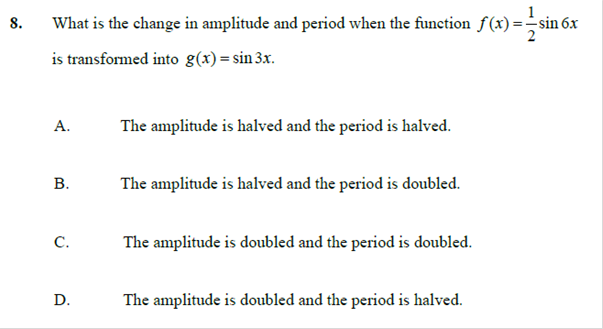 8. What is the change in amplitude and period when the function f(x) = 1/2 sin 6x
is transformed into g(x) = sin 3x.
A. The amplitude is halved and the period is halved.
B. The amplitude is halved and the period is doubled.
C. The amplitude is doubled and the period is doubled.
D. The amplitude is doubled and the period is halved.